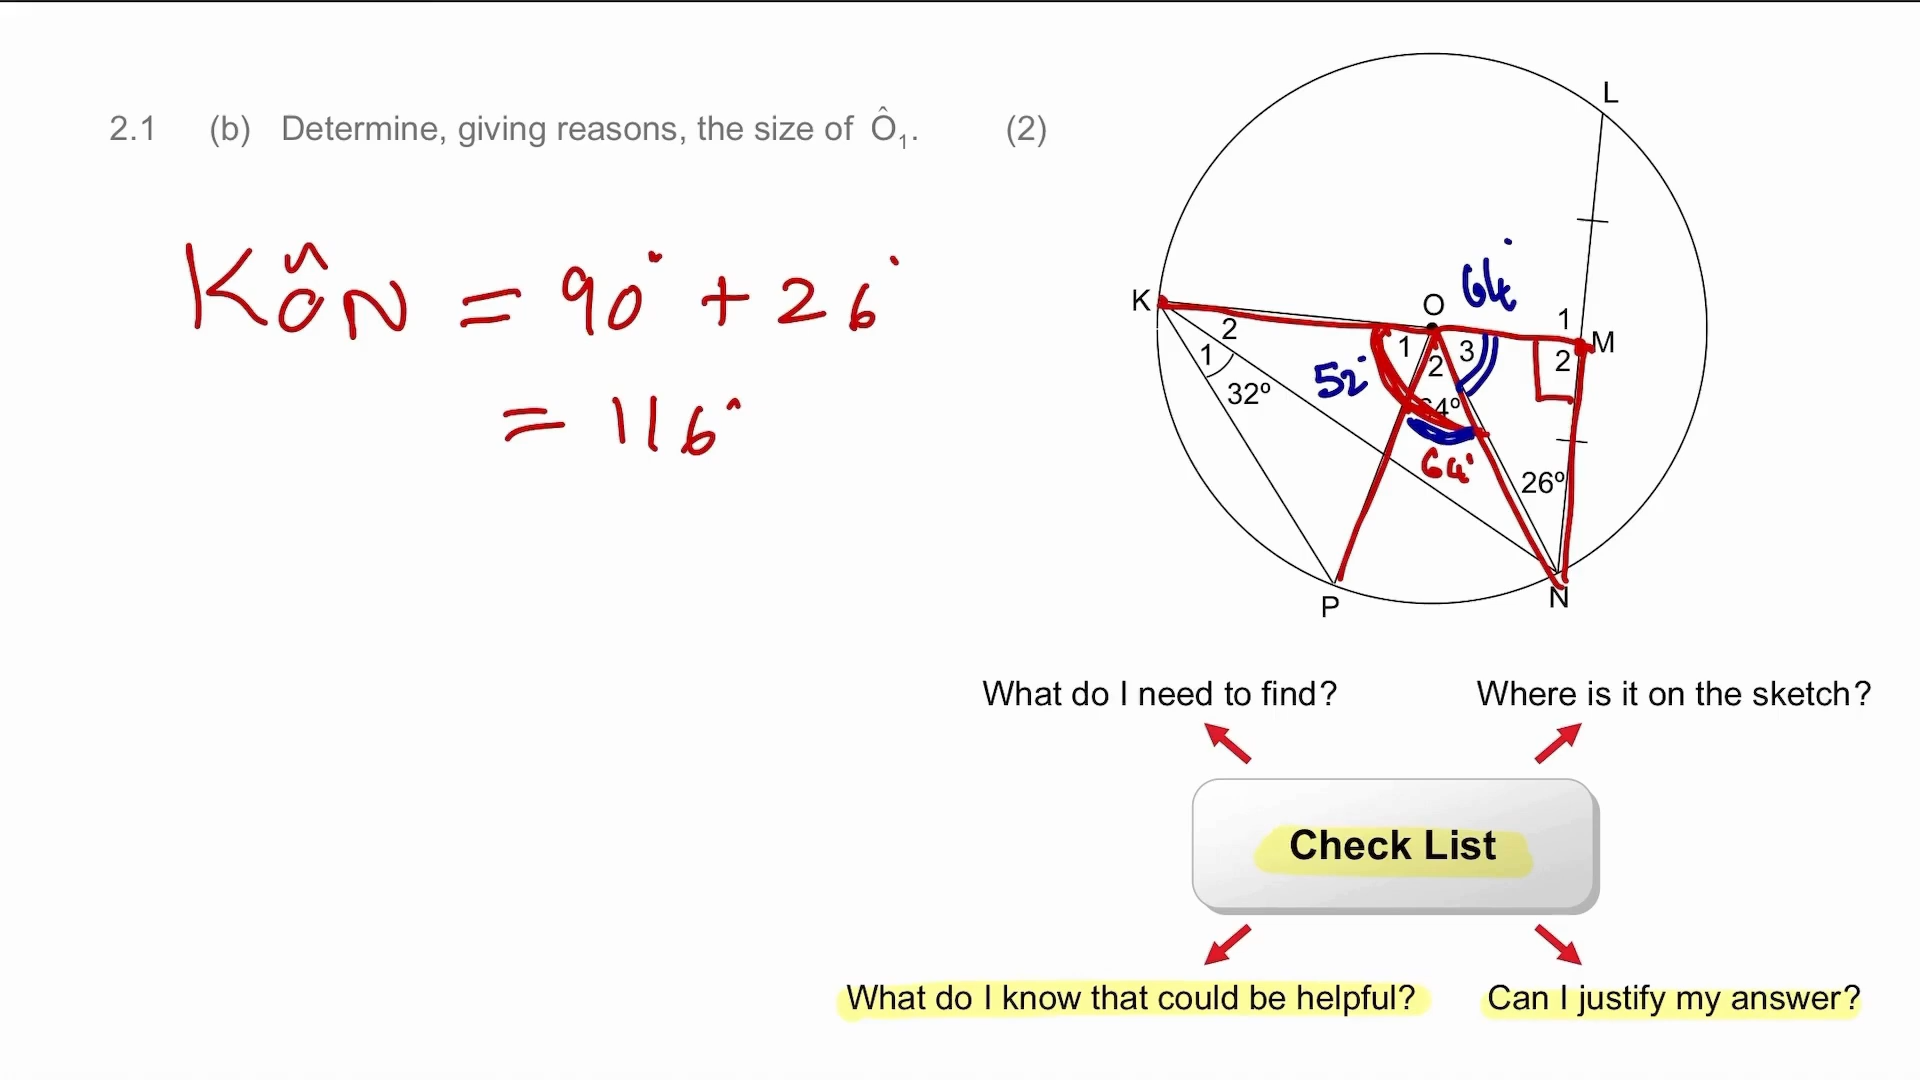 2.1 (b) Determine, giving reasons, the size of Ô₁. (2)
KÔN = 90° + 26°
= 116°
L
64°
K
O
1
M
2
1
2
3
2
1
52°
32°
64°
64°
26°
P
N
What do I need to find?
Where is it on the sketch?
Check List
What do I know that could be helpful?
Can I justify my answer?